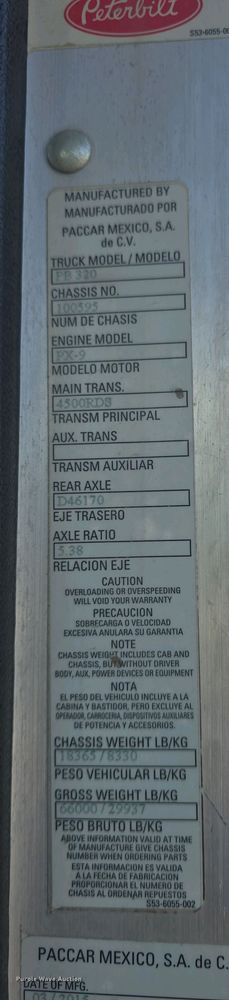 Peterbilt
S53-6055-00
MANUFACTURED BY
MANUFACTURADO POR
PACCAR MEXICO, S.A.
de C.V.
TRUCK MODEL / MODELO
PB 320
CHASSIS NO.
100595
NUM DE CHASIS
ENGINE MODEL
PX-9
MODELO MOTOR
MAIN TRANS.
4500RDS
TRANSM PRINCIPAL
AUX. TRANS
TRANSM AUXILIAR
REAR AXLE
D46170
EJE TRASERO
AXLE RATIO
5.38
RELACION EJE
CAUTION
OVERLOADING OR OVERSPEEDING
WILL VOID YOUR WARRANTY
PRECAUCION
SOBRECARGA O VELOCIDAD
EXCESIVA ANULARA SU GARANTIA
NOTE
CHASSIS WEIGHT INCLUDES CAB AND
CHASSIS, BUT WITHOUT DRIVER
BODY, AUX. POWER DEVICES OR EQUIPMENT
NOTA
EL PESO DEL VEHICULO INCLUYE A LA
CABINA Y BASTIDOR, PERO EXCLUYE AL
OPERADOR, CARROCERIA, DISPOSITIVOS AUXILIARES
DE POTENCIA Y ACCESORIOS.
CHASSIS WEIGHT LB/KG
18365 / 8330
PESO VEHICULAR LB/KG
GROSS WEIGHT LB/KG
66000 / 29937
PESO BRUTO LB/KG
ABOVE INFORMATION VALID AT TIME
OF MANUFACTURE GIVE CHASSIS
NUMBER WHEN ORDERING PARTS
ESTA INFORMACION ES VALIDA
A LA FECHA DE FABRICACION
PROPORCIONAR EL NUMERO DE
CHASIS AL ORDENAR REPUESTOS
S53-6055-002
PACCAR MEXICO, S.A. de C.
DATE OF MFG.
03 / 2015
Purple Wave Auction